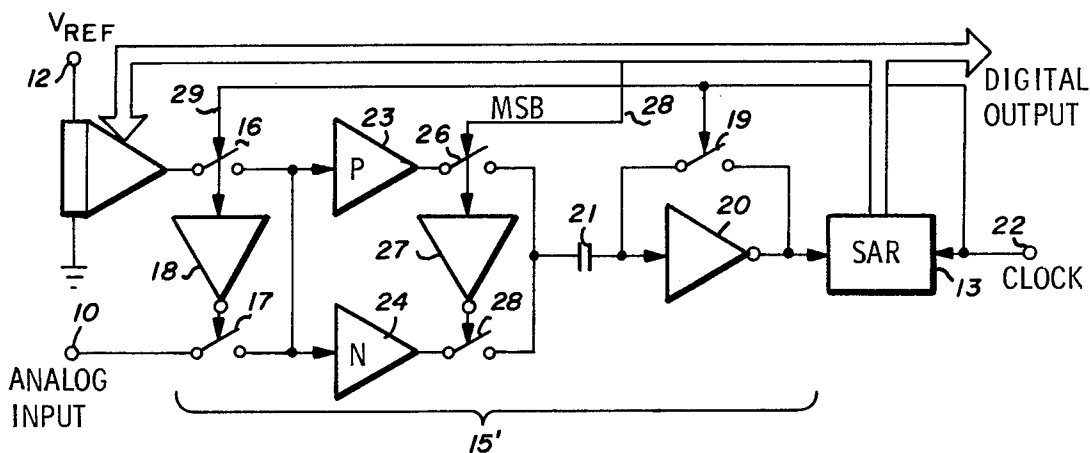 VREF
12
29
16
MSB
28
19
DIGITAL
OUTPUT
23
P
26
20
21
22
SAR
CLOCK
13
18
27
10
17
24
N
28
ANALOG
INPUT
15'